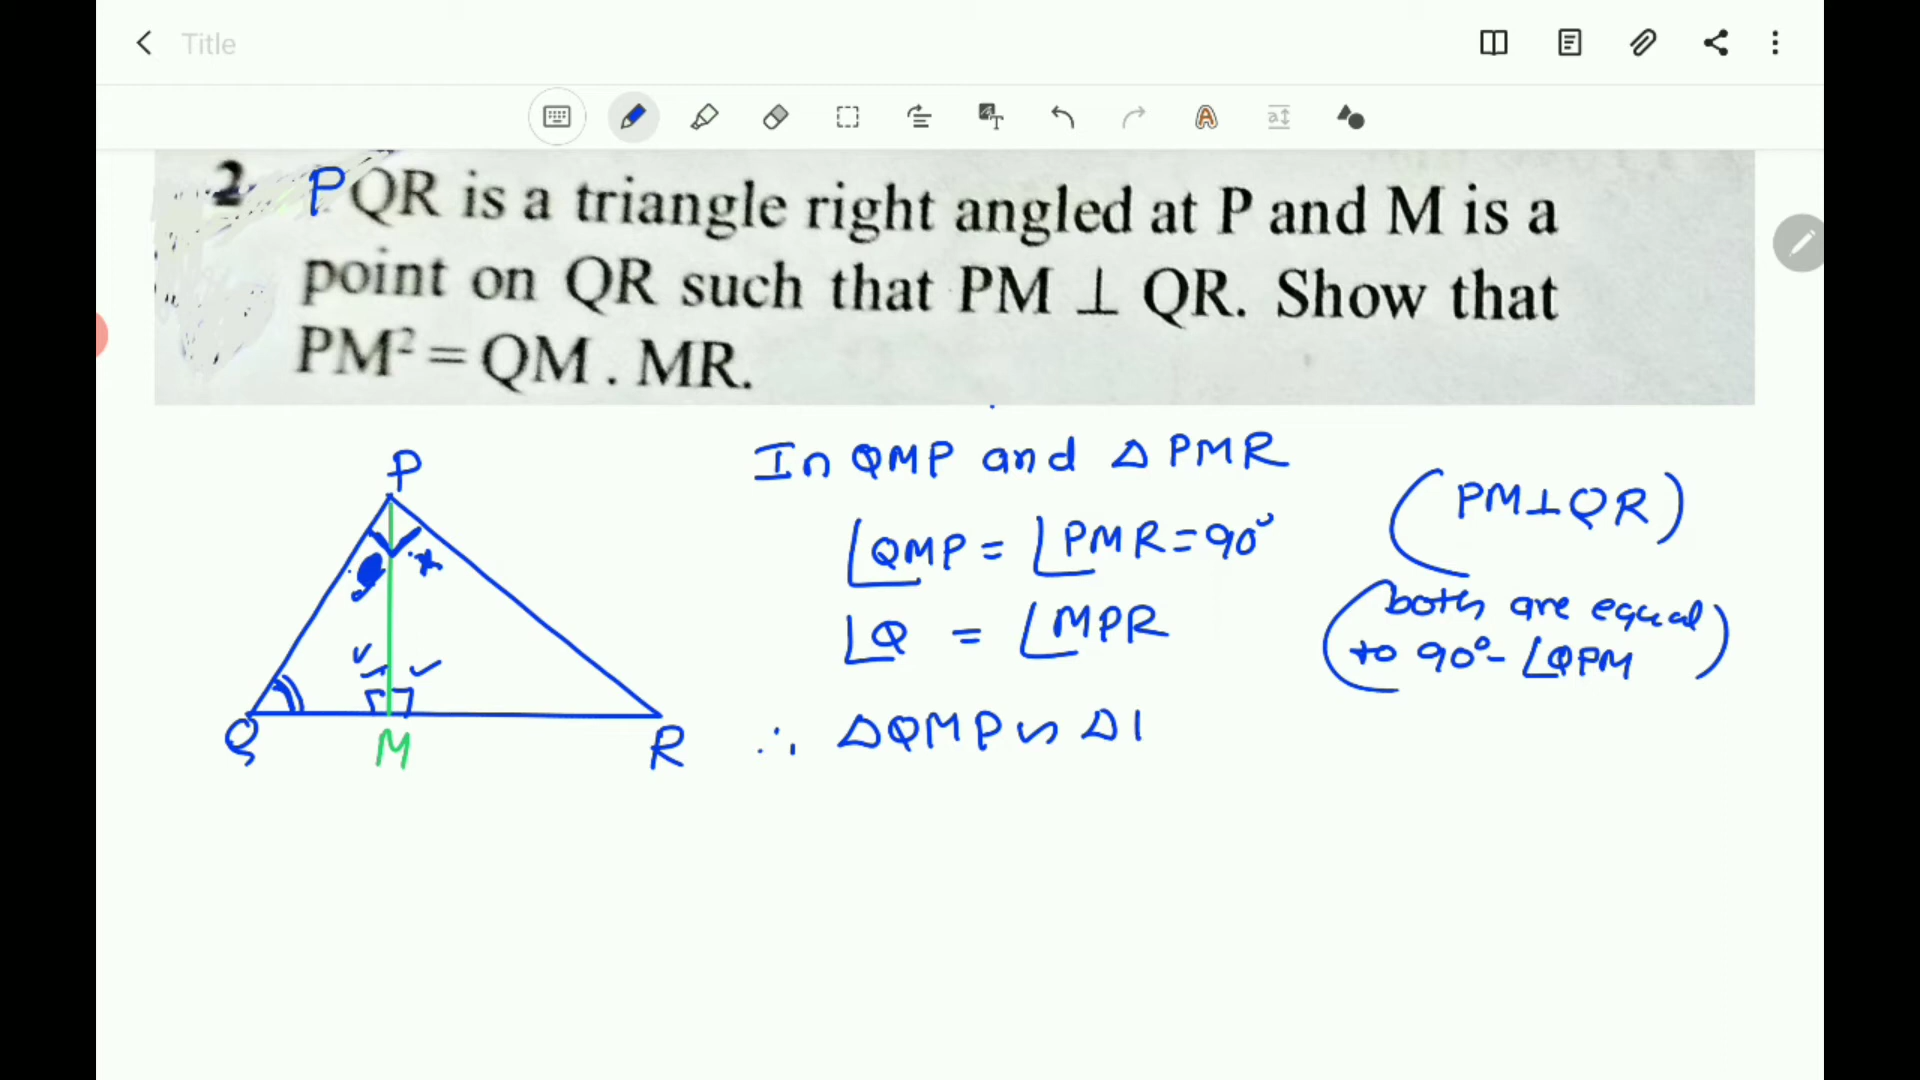 Title
2 PQR is a triangle right angled at P and M is a
point on QR such that PM ⊥ QR. Show that
PM² = QM . MR.
P
Q
M
R
In QMP and △ PMR
∠QMP = ∠PMR = 90°
(PM ⊥ QR)
∠Q = ∠MPR
(both are equal
to 90° - ∠QPM)
∴ △QMP ∽ △